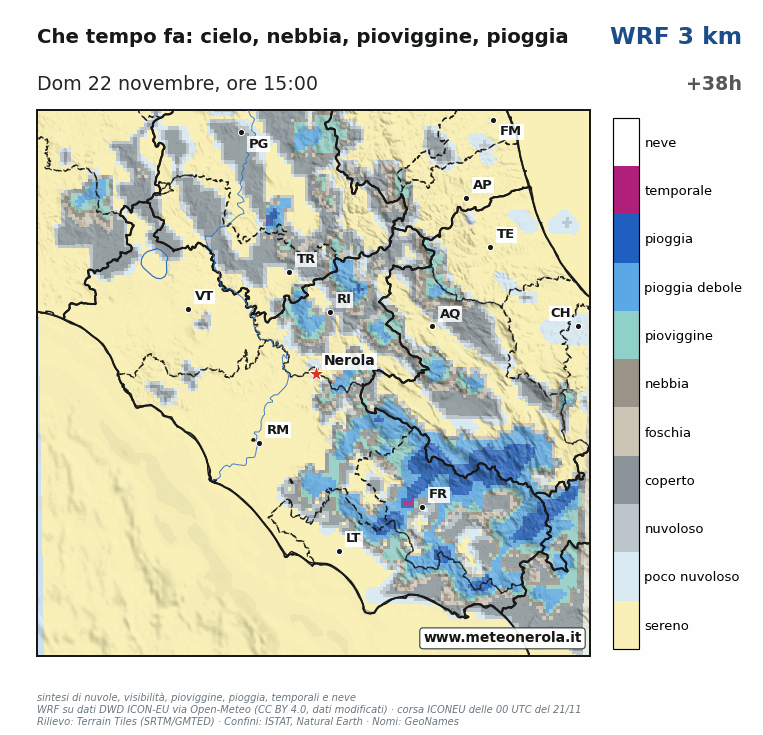 Che tempo fa: cielo, nebbia, pioviggine, pioggia
WRF 3 km
Dom 22 novembre, ore 15:00
+38h
FM
PG
AP
TE
TR
VT
RI
AQ
CH
Nerola
RM
FR
LT
www.meteonerola.it
neve
temporale
pioggia
pioggia debole
pioviggine
nebbia
foschia
coperto
nuvoloso
poco nuvoloso
sereno
sintesi di nuvole, visibilità, pioviggine, pioggia, temporali e neve
WRF su dati DWD ICON-EU via Open-Meteo (CC BY 4.0, dati modificati) · corsa ICONEU delle 00 UTC del 21/11
Rilievo: Terrain Tiles (SRTM/GMTED) · Confini: ISTAT, Natural Earth · Nomi: GeoNames